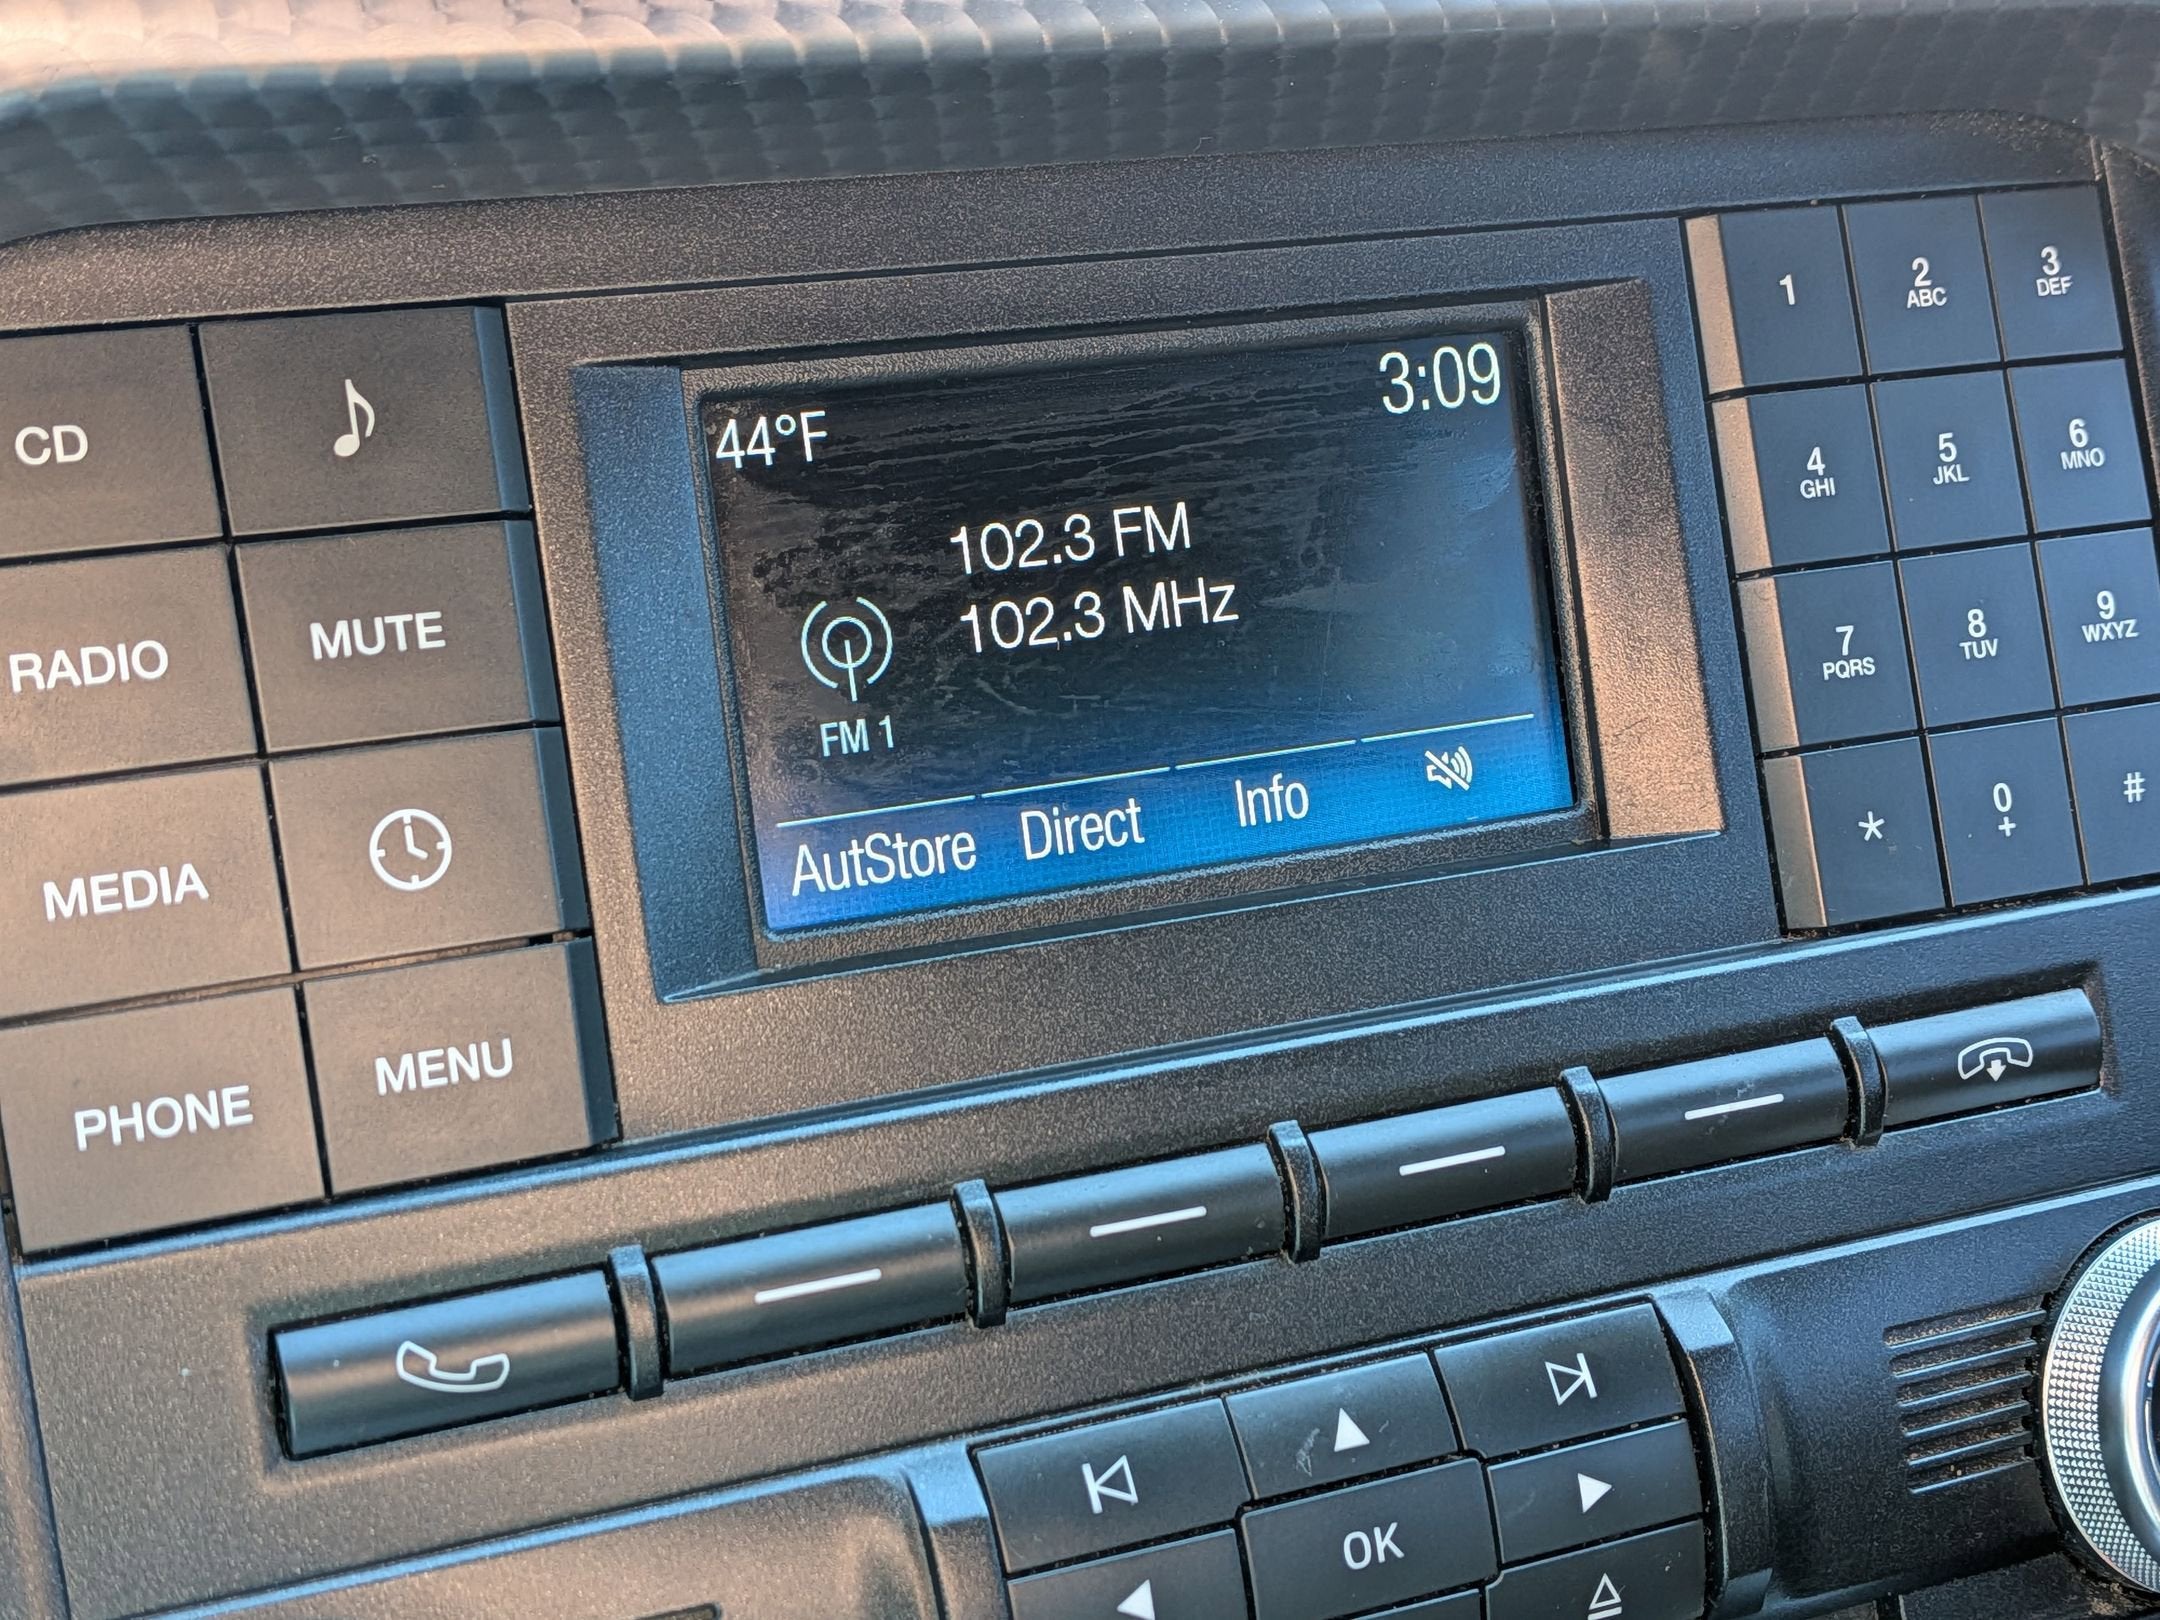 44°F
3:09
102.3 FM
102.3 MHz
FM 1
AutStore
Direct
Info
CD
RADIO
MUTE
MEDIA
PHONE
MENU
1
2
ABC
3
DEF
4
GHI
5
JKL
6
MNO
7
PQRS
8
TUV
9
WXYZ
*
0
+
#
OK